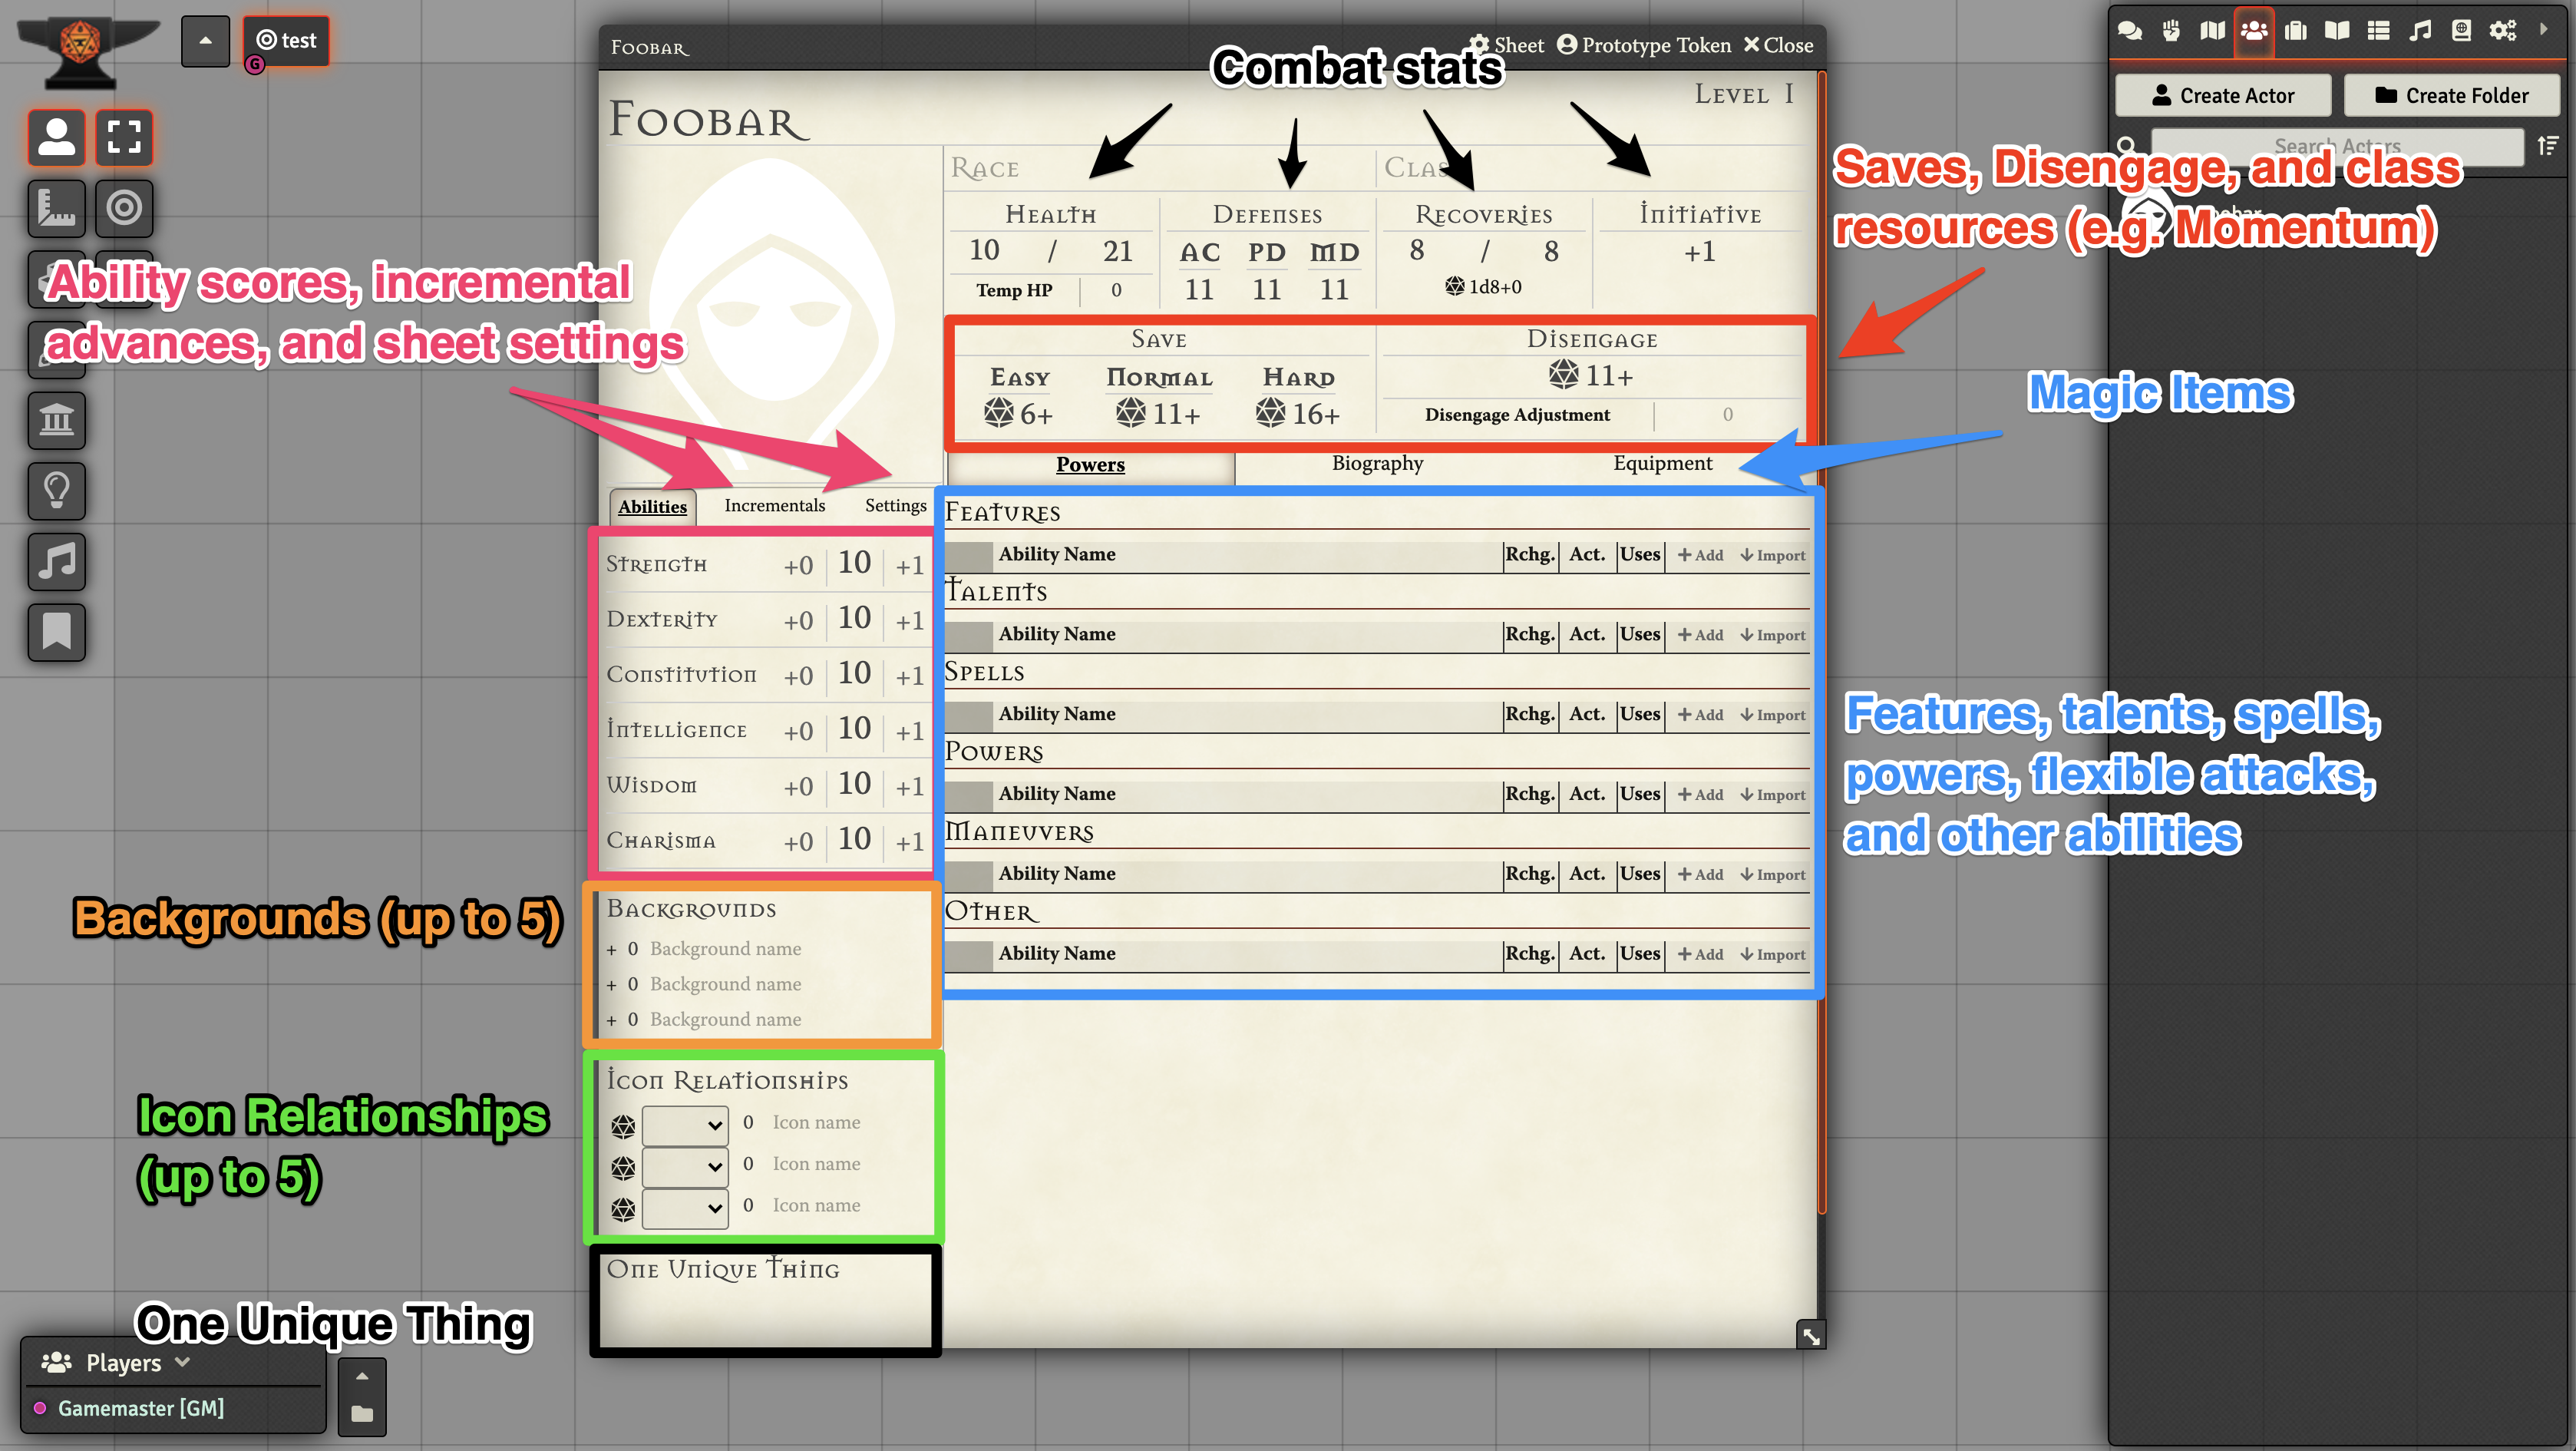 test
G
Foobar
Sheet
Prototype Token
Close
Combat stats
Foobar
Level 1
Race
Health
10 / 21
Temp HP 0
Defenses
AC PD MD
11 11 11
Recoveries
8 / 8
1d8+0
Initiative
+1
Save
Easy Normal Hard
6+ 11+ 16+
Disengage
11+
Disengage Adjustment 0
Powers Biography Equipment
Abilities Incrementals Settings
Ability scores, incremental
advances, and sheet settings
Strength +0 10 +1
Dexterity +0 10 +1
Constitution +0 10 +1
Intelligence +0 10 +1
Wisdom +0 10 +1
Charisma +0 10 +1
Backgrounds (up to 5)
Backgrounds
+ 0 Background name
+ 0 Background name
+ 0 Background name
Icon Relationships
(up to 5)
Icon Relationships
0 Icon name
0 Icon name
0 Icon name
One Unique Thing
One Unique Thing
Features
Ability Name Rchg. Act. Uses + Add Import
Talents
Ability Name Rchg. Act. Uses + Add Import
Spells
Ability Name Rchg. Act. Uses + Add Import
Powers
Ability Name Rchg. Act. Uses + Add Import
Maneuvers
Ability Name Rchg. Act. Uses + Add Import
Other
Ability Name Rchg. Act. Uses + Add Import
Create Actor
Create Folder
Search Actors
Saves, Disengage, and class
resources (e.g. Momentum)
Magic Items
Features, talents, spells,
powers, flexible attacks,
and other abilities
Players
Gamemaster [GM]